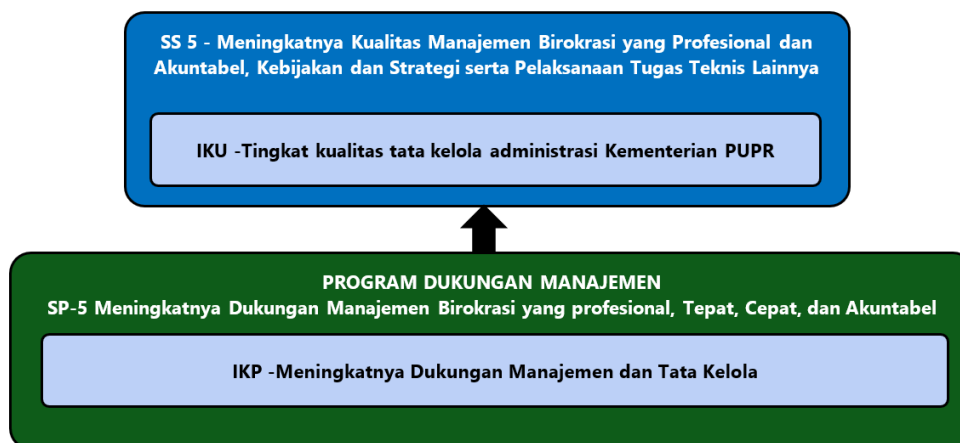 SS 5 - Meningkatnya Kualitas Manajemen Birokrasi yang Profesional dan
Akuntabel, Kebijakan dan Strategi serta Pelaksanaan Tugas Teknis Lainnya
IKU -Tingkat kualitas tata kelola administrasi Kementerian PUPR
PROGRAM DUKUNGAN MANAJEMEN
SP-5 Meningkatnya Dukungan Manajemen Birokrasi yang profesional, Tepat, Cepat, dan Akuntabel
IKP -Meningkatnya Dukungan Manajemen dan Tata Kelola